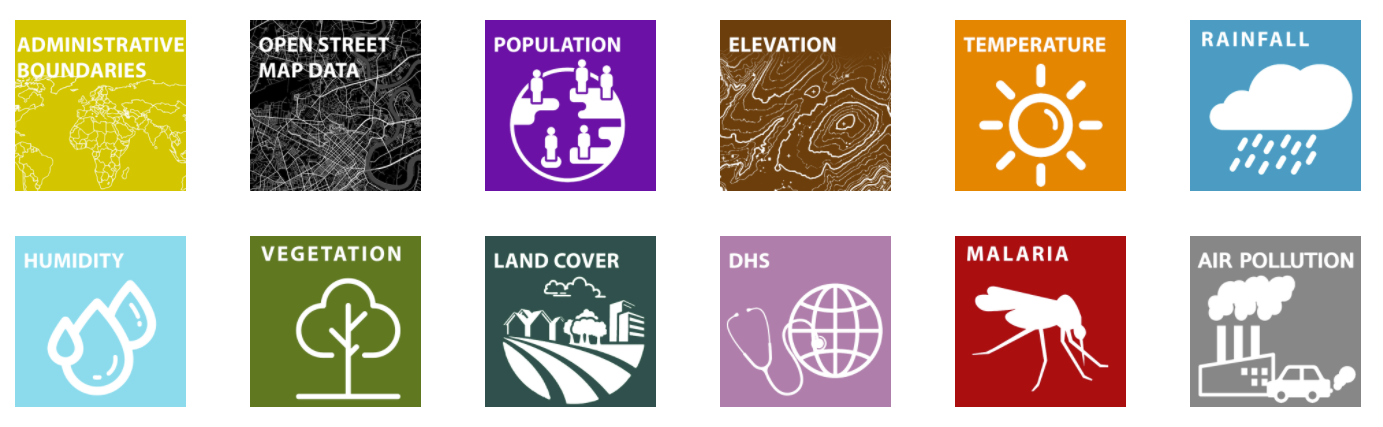 ADMINISTRATIVE
BOUNDARIES
OPEN STREET
MAP DATA
POPULATION
ELEVATION
TEMPERATURE
RAINFALL
HUMIDITY
VEGETATION
LAND COVER
DHS
MALARIA
AIR POLLUTION